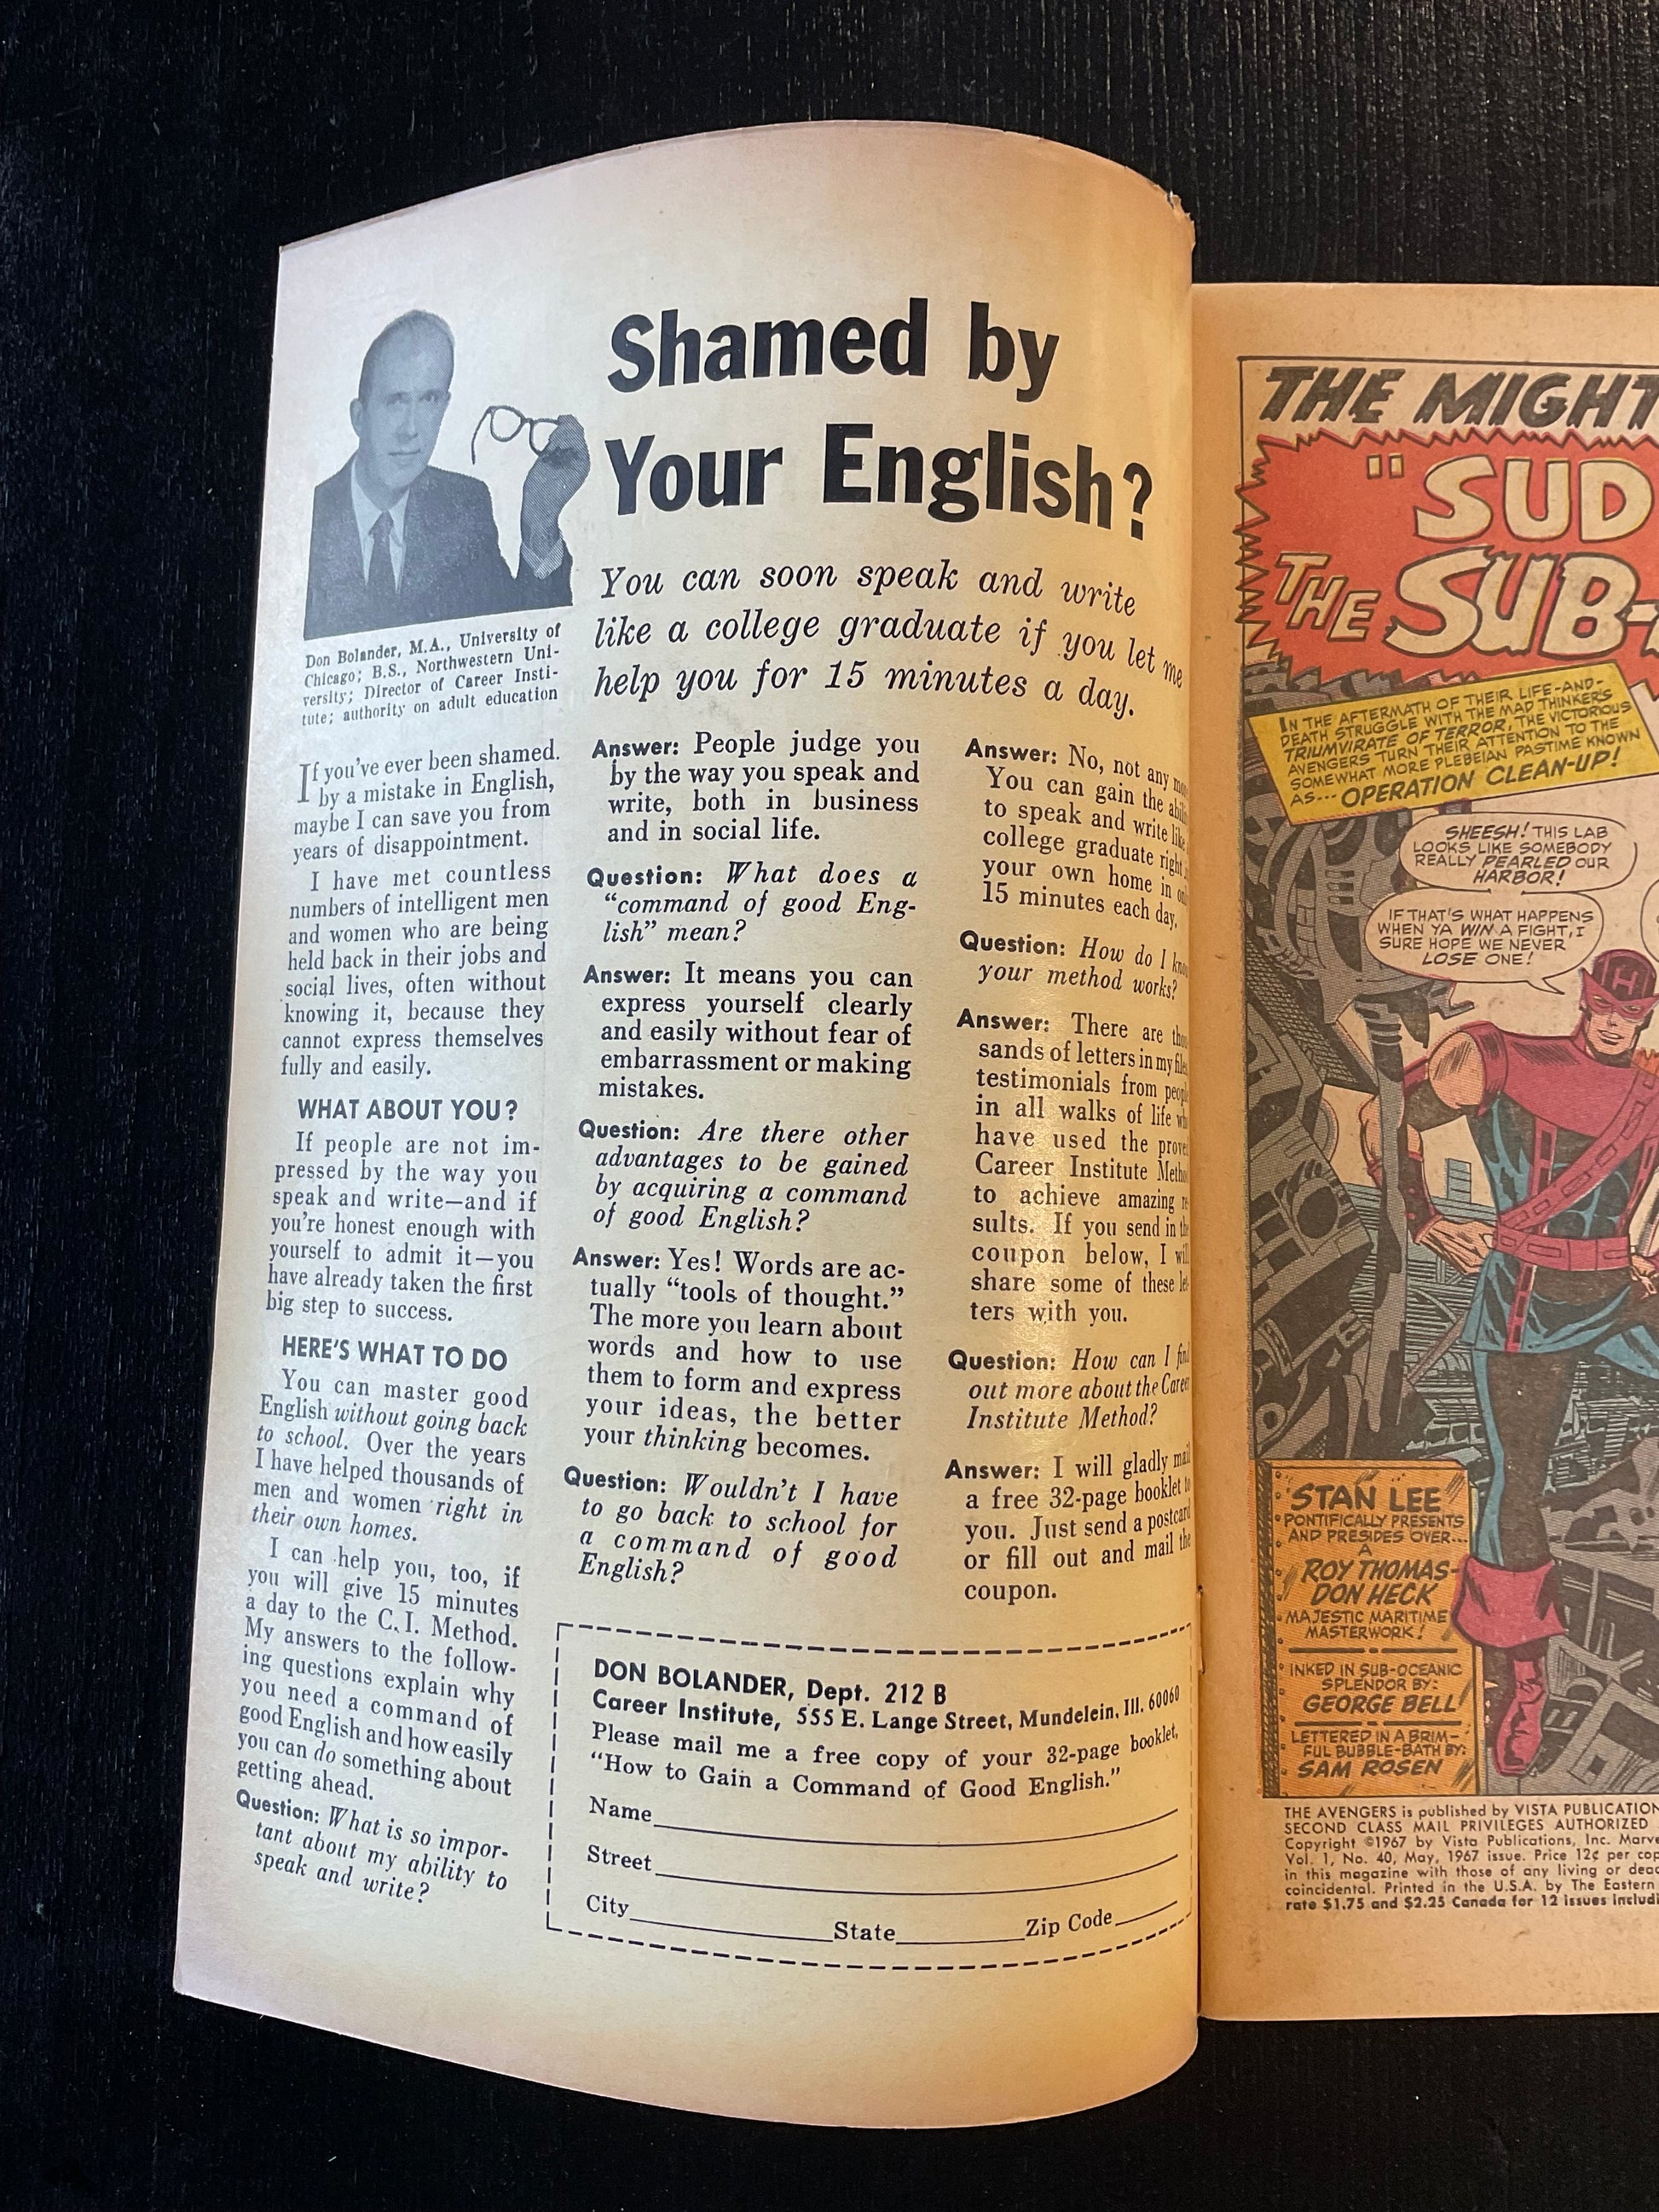 Shamed by
Your English?
You can soon speak and write
like a college graduate if you let me
help you for 15 minutes a day.
Don Bolander, M.A., University of
Chicago; B.S., Northwestern Uni-
versity; Director of Career Insti-
tute; authority on adult education
If you've ever been shamed.
by a mistake in English,
maybe I can save you from
years of disappointment.
I have met countless
numbers of intelligent men
and women who are being
held back in their jobs and
social lives, often without
knowing it, because they
cannot express themselves
fully and easily.
WHAT ABOUT YOU?
If people are not im-
pressed by the way you
speak and write—and if
you're honest enough with
yourself to admit it—you
have already taken the first
big step to success.
HERE'S WHAT TO DO
You can master good
English without going back
to school. Over the years
I have helped thousands of
men and women right in
their own homes.
I can help you, too, if
you will give 15 minutes
a day to the C.I. Method.
My answers to the follow-
ing questions explain why
you need a command of
good English and how easily
you can do something about
getting ahead.
Question: What is so impor-
tant about my ability to
speak and write?
Answer: People judge you
by the way you speak and
write, both in business
and in social life.
Question: What does a
"command of good Eng-
lish" mean?
Answer: It means you can
express yourself clearly
and easily without fear of
embarrassment or making
mistakes.
Question: Are there other
advantages to be gained
by acquiring a command
of good English?
Answer: Yes! Words are ac-
tually "tools of thought."
The more you learn about
words and how to use
them to form and express
your ideas, the better
your thinking becomes.
Question: Wouldn't I have
to go back to school for
a command of good
English?
Answer: No, not any
You can gain the
to speak and write like
college graduate right
your own home in
15 minutes each day.
Question: How do I
your method works?
Answer: There are
sands of letters in my
testimonials from
in all walks of life
have used the
Career Institute
to achieve amazing
sults. If you send in
coupon below, I
share some of these
ters with you.
Question: How can I
out more about the
Institute Method?
Answer: I will gladly
a free 32-page booklet to
you. Just send a postcard
or fill out and mail the
coupon.
DON BOLANDER, Dept. 212 B
Career Institute, 555 E. Lange Street, Mundelein, Ill. 60060
Please mail me a free copy of your 32-page booklet,
"How to Gain a Command of Good English."
Name
Street
City State Zip Code
THE MIGHT
"SUD
THE SUB-
IN THE AFTERMATH OF THEIR LIFE-AND-
DEATH STRUGGLE WITH THE MAD THINKER'S
TRIUMVIRATE OF TERROR, THE VICTORIOUS
AVENGERS TURN THEIR ATTENTION TO THE
SOMEWHAT MORE PLEBEIAN PASTIME KNOWN
AS... OPERATION CLEAN-UP!
SHEESH! THIS LAB
LOOKS LIKE SOMEBODY
REALLY PEARLED OUR
HARBOR!
IF THAT'S WHAT HAPPENS
WHEN YA WIN A FIGHT, I
SURE HOPE WE NEVER
LOSE ONE!
H
STAN LEE
PONTIFICALLY PRESENTS
AND PRESIDES OVER...
A
ROY THOMAS-
DON HECK
MAJESTIC MARITIME
MASTERWORK!
INKED IN SUB-OCEANIC
SPLENDOR BY:
GEORGE BELL
LETTERED IN A BRIM-
FUL BUBBLE-BATH BY:
SAM ROSEN
THE AVENGERS is published by VISTA PUBLICATION
SECOND CLASS MAIL PRIVILEGES AUTHORIZED
Copyright ©1967 by Vista Publications, Inc. Marve
Vol. 1, No. 40, May, 1967 issue. Price 12¢ per cop
in this magazine with those of any living or dead
coincidental. Printed in the U.S.A. by The Eastern
rate $1.75 and $2.25 Canada for 12 issues includi